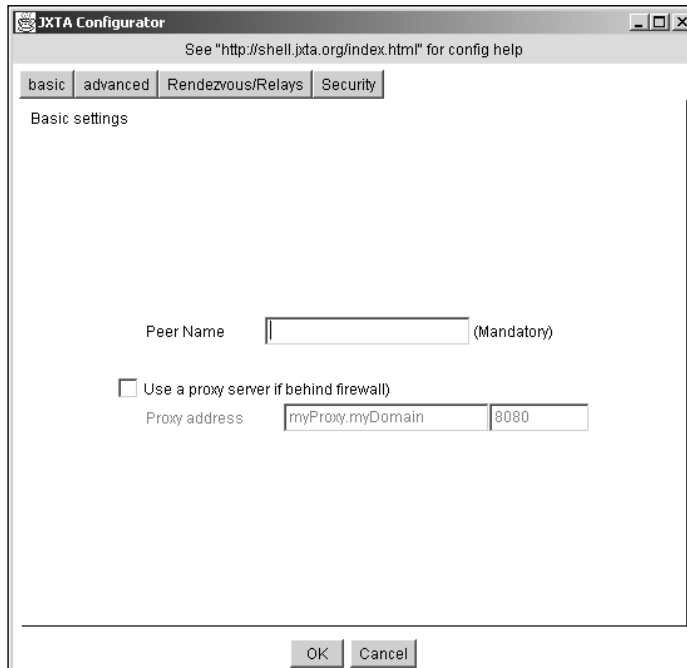 JXTA Configurator
See "http://shell.jxta.org/index.html" for config help
basic advanced Rendezvous/Relays Security
Basic settings
Peer Name (Mandatory)
Use a proxy server if behind firewall)
Proxy address myProxy.myDomain 8080
OK Cancel